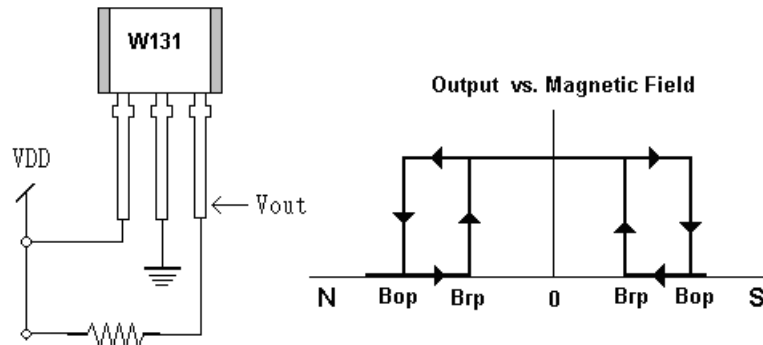 W131
VDD
Vout
Output vs. Magnetic Field
N Bop Brp 0 Brp Bop S